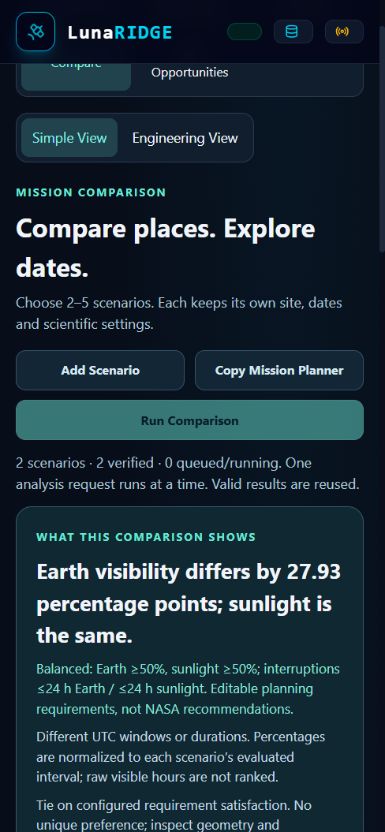 LunaRIDGE
Compare
Opportunities
Simple View
Engineering View
MISSION COMPARISON
Compare places. Explore
dates.
Choose 2–5 scenarios. Each keeps its own site, dates
and scientific settings.
Add Scenario
Copy Mission Planner
Run Comparison
2 scenarios · 2 verified · 0 queued/running. One
analysis request runs at a time. Valid results are reused.
WHAT THIS COMPARISON SHOWS
Earth visibility differs by 27.93
percentage points; sunlight is
the same.
Balanced: Earth ≥50%, sunlight ≥50%; interruptions
≤24 h Earth / ≤24 h sunlight. Editable planning
requirements, not NASA recommendations.
Different UTC windows or durations. Percentages
are normalized to each scenario's evaluated
interval; raw visible hours are not ranked.
Tie on configured requirement satisfaction. No
unique preference; inspect geometry and